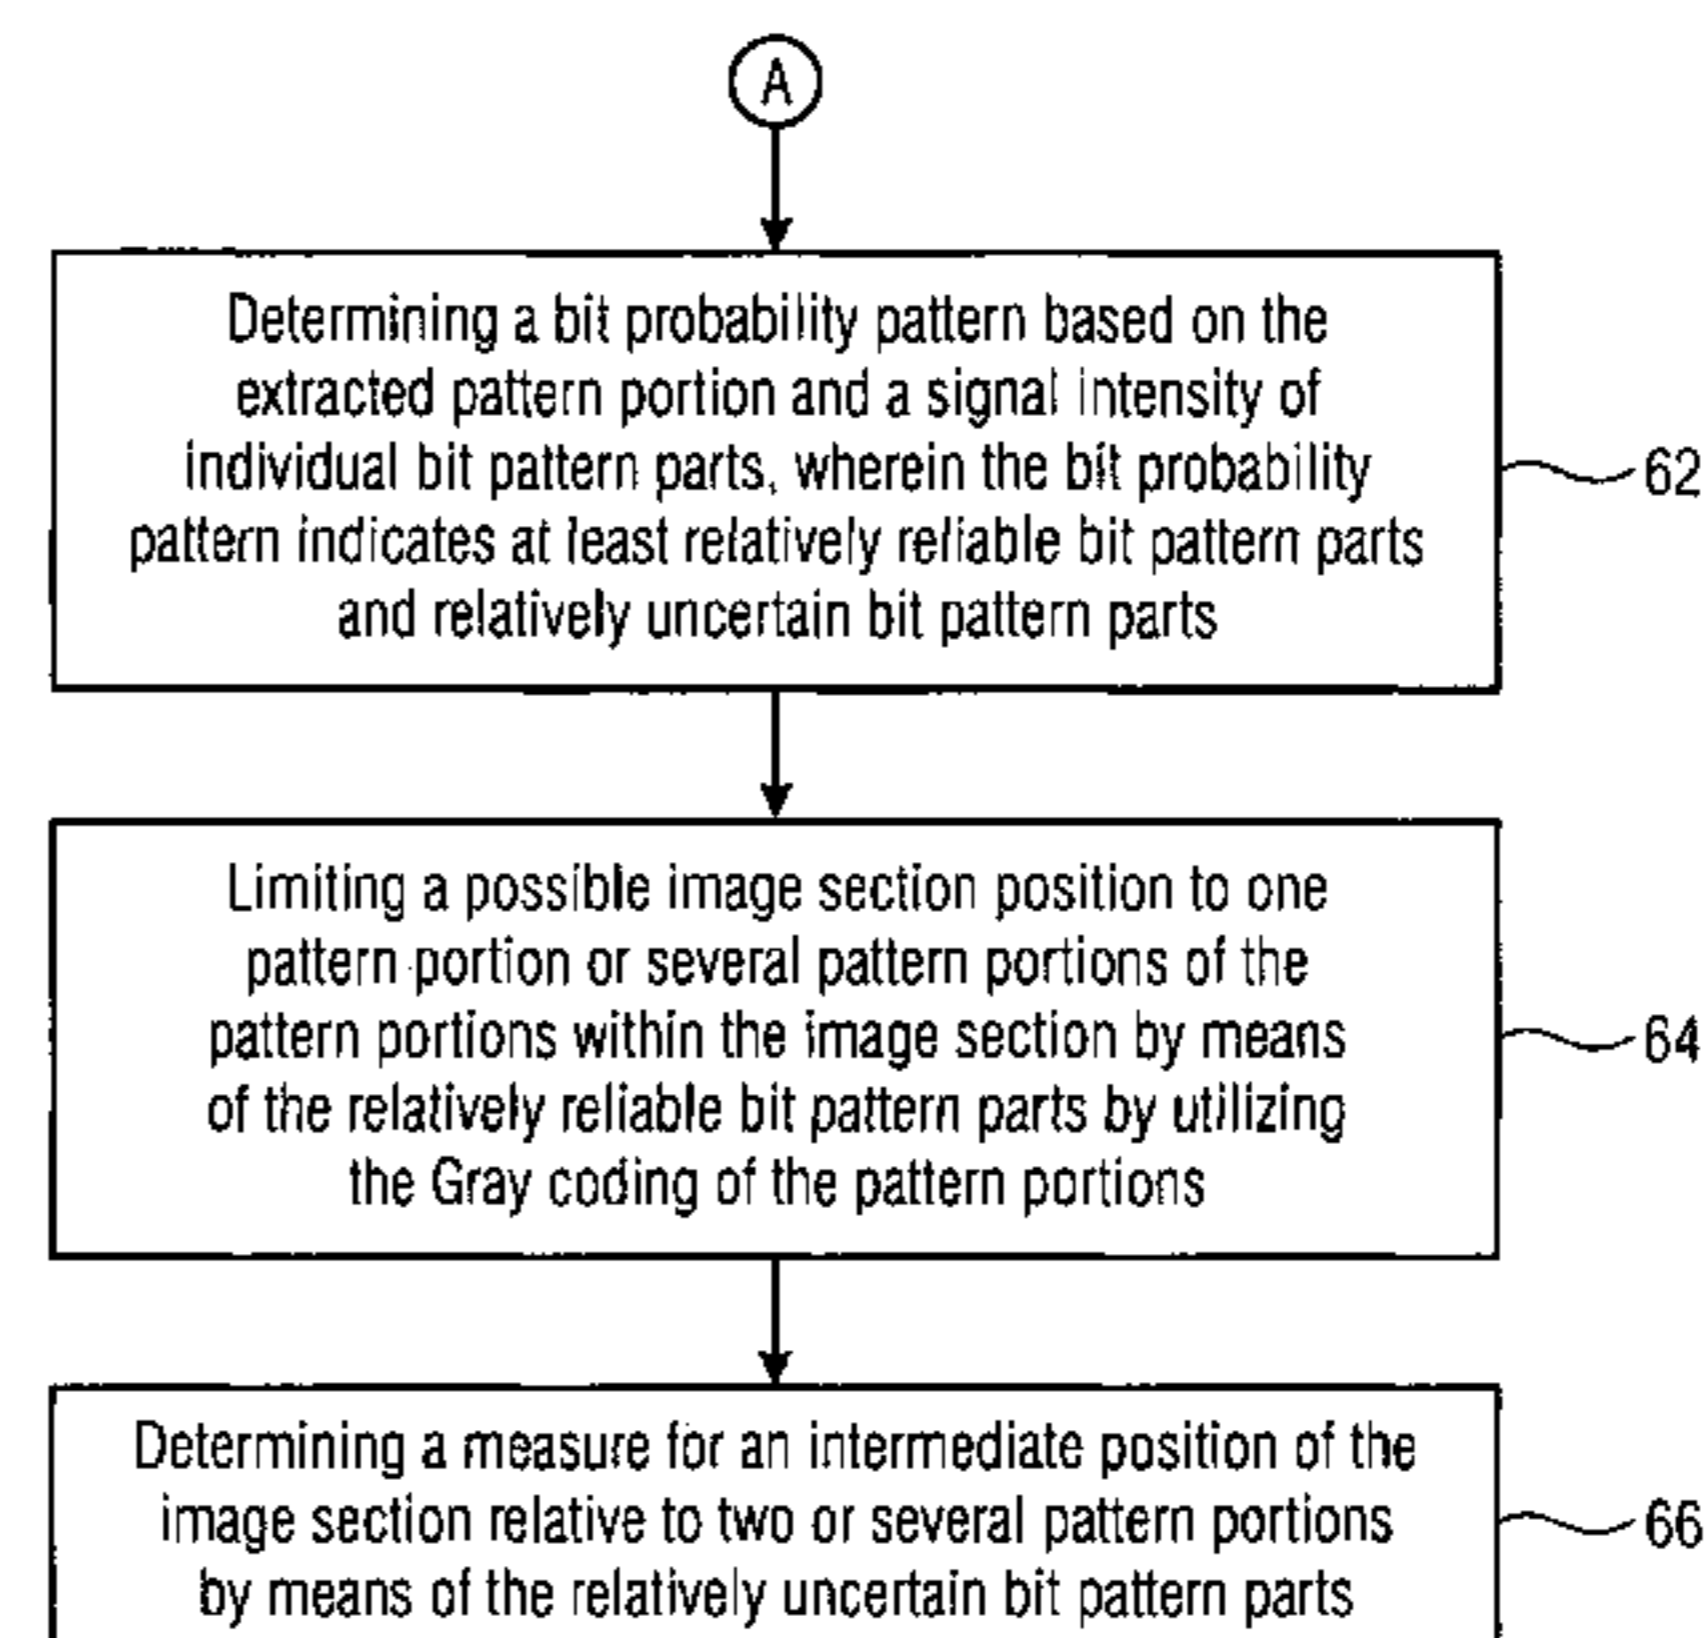 A
Determining a bit probability pattern based on the
extracted pattern portion and a signal intensity of
individual bit pattern parts, wherein the bit probability
pattern indicates at least relatively reliable bit pattern parts
and relatively uncertain bit pattern parts
62
Limiting a possible image section position to one
pattern portion or several pattern portions of the
pattern portions within the image section by means
of the relatively reliable bit pattern parts by utilizing
the Gray coding of the pattern portions
64
Determining a measure for an intermediate position of the
image section relative to two or several pattern portions
by means of the relatively uncertain bit pattern parts
66